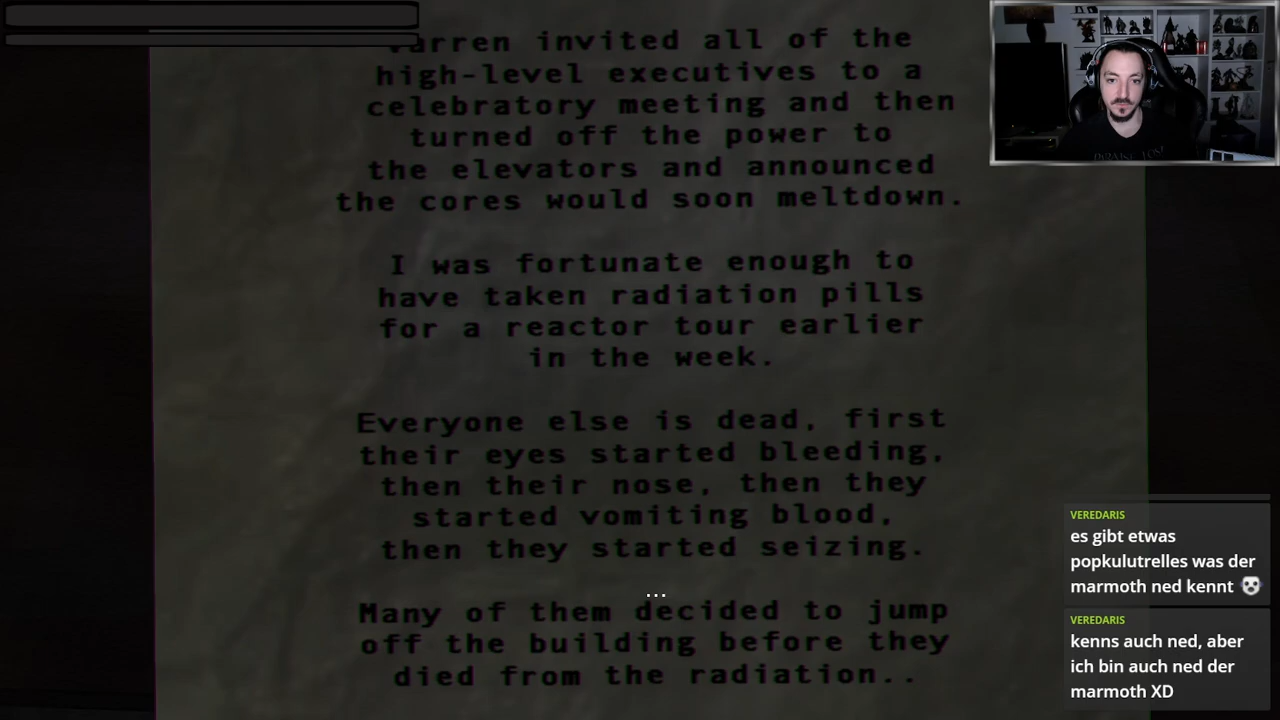 Warren invited all of the
high-level executives to a
celebratory meeting and then
turned off the power to
the elevators and announced
the cores would soon meltdown.
I was fortunate enough to
have taken radiation pills
for a reactor tour earlier
in the week.
Everyone else is dead, first
their eyes started bleeding,
then their nose, then they
started vomiting blood,
then they started seizing.
...
Many of them decided to jump
off the building before they
died from the radiation..
VEREDARIS
es gibt etwas
popkulutrelles was der
marmoth ned kennt
VEREDARIS
kenns auch ned, aber
ich bin auch ned der
marmoth XD